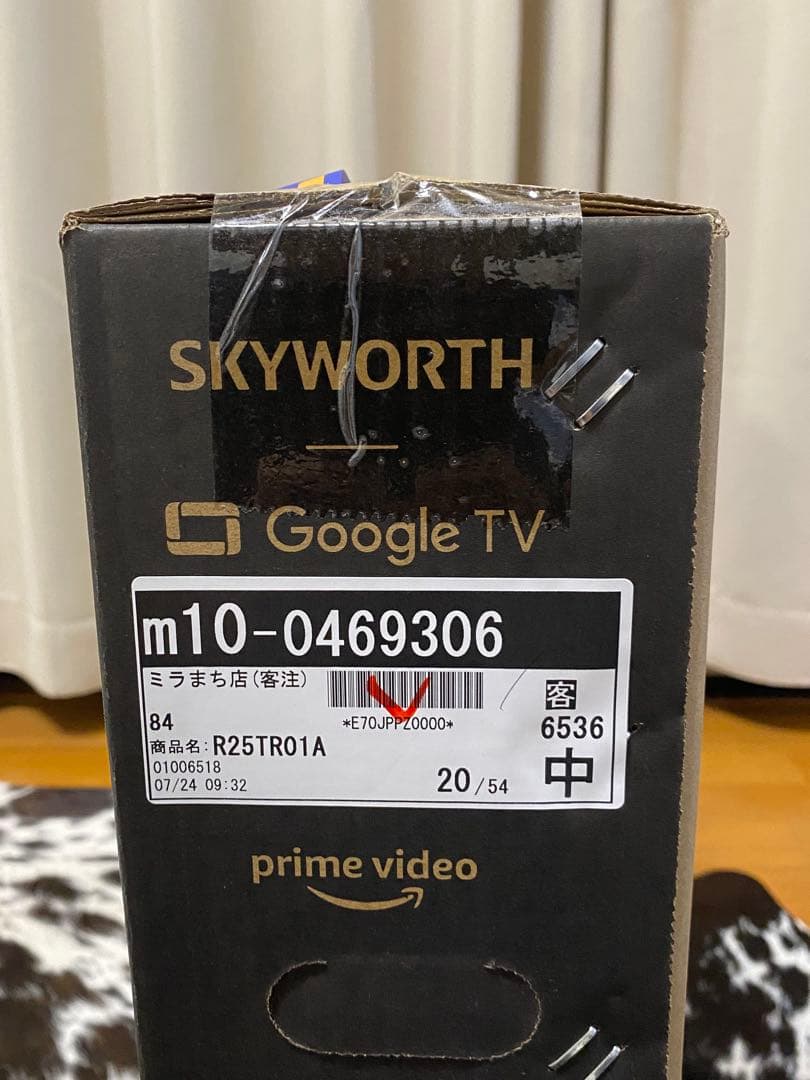 SKYWORTH
Google TV
m10-0469306
ミラまち店(客注)
*E70JPPZ0000*
客
84
6536
商品名:R25TR01A
01006518
20/54
中
07/24 09:32
prime video